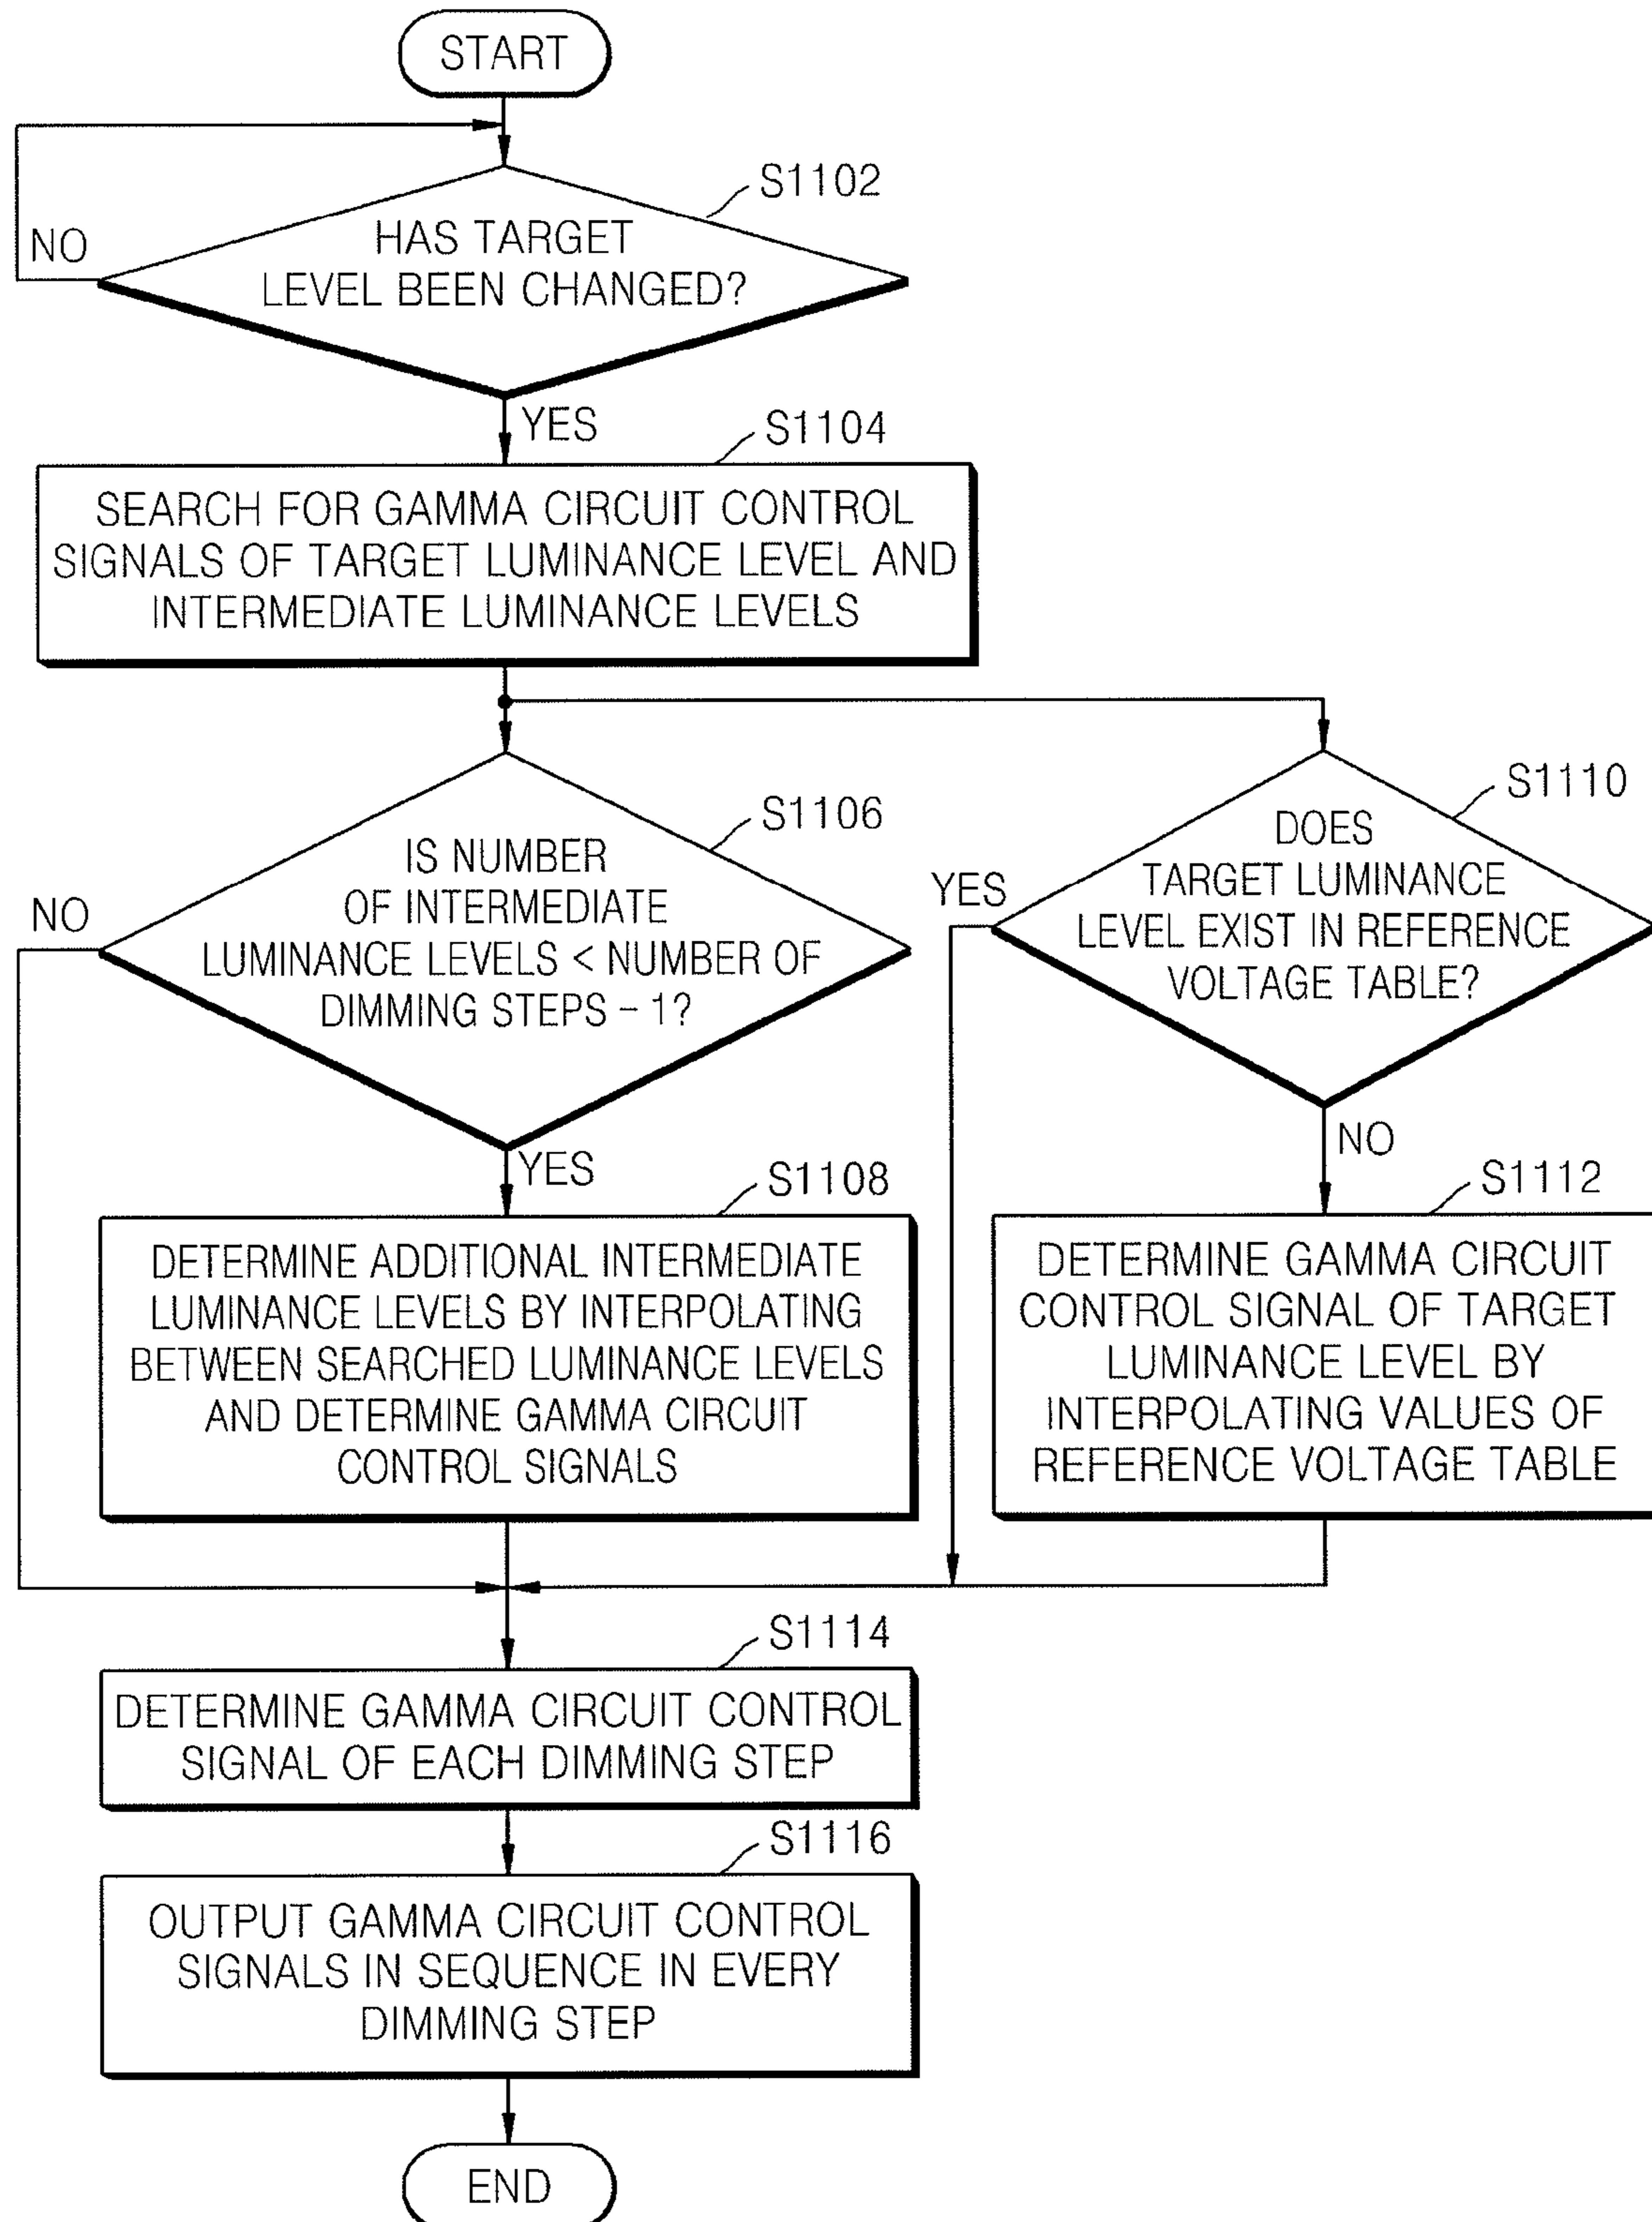 START
S1102
HAS TARGET
LEVEL BEEN CHANGED?
NO
YES
S1104
SEARCH FOR GAMMA CIRCUIT CONTROL
SIGNALS OF TARGET LUMINANCE LEVEL AND
INTERMEDIATE LUMINANCE LEVELS
S1106
IS NUMBER
OF INTERMEDIATE
LUMINANCE LEVELS < NUMBER OF
DIMMING STEPS – 1?
NO
YES
S1108
DETERMINE ADDITIONAL INTERMEDIATE
LUMINANCE LEVELS BY INTERPOLATING
BETWEEN SEARCHED LUMINANCE LEVELS
AND DETERMINE GAMMA CIRCUIT
CONTROL SIGNALS
S1110
DOES
TARGET LUMINANCE
LEVEL EXIST IN REFERENCE
VOLTAGE TABLE?
YES
NO
S1112
DETERMINE GAMMA CIRCUIT
CONTROL SIGNAL OF TARGET
LUMINANCE LEVEL BY
INTERPOLATING VALUES OF
REFERENCE VOLTAGE TABLE
S1114
DETERMINE GAMMA CIRCUIT CONTROL
SIGNAL OF EACH DIMMING STEP
S1116
OUTPUT GAMMA CIRCUIT CONTROL
SIGNALS IN SEQUENCE IN EVERY
DIMMING STEP
END